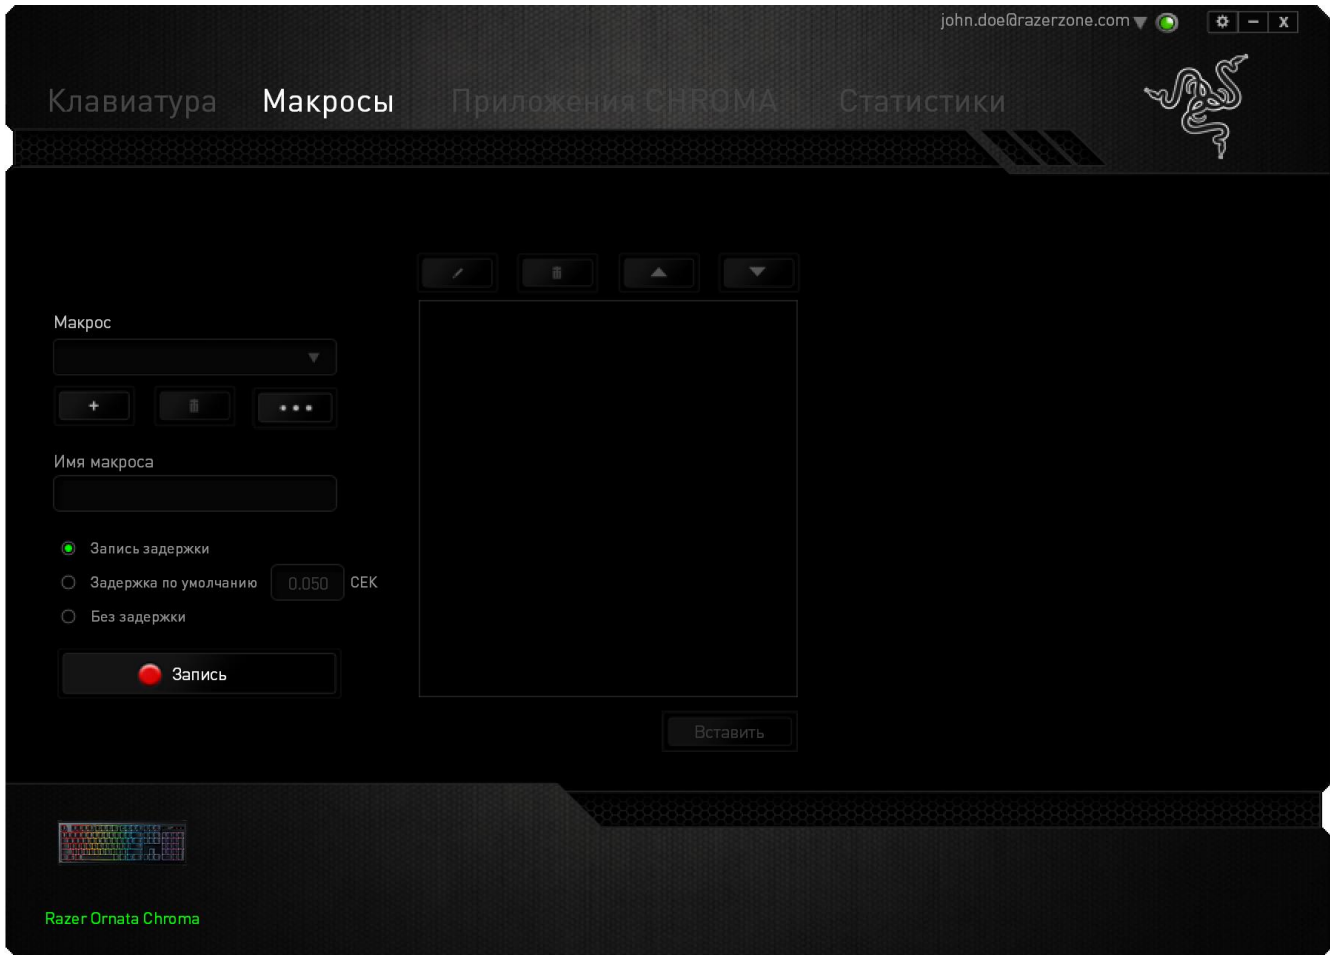 john.doe@razerzone.com
Клавиатура Макросы Приложения CHROMA Статистики
Макрос
Имя макроса
Запись задержки
Задержка по умолчанию 0.050 СЕК
Без задержки
Запись
Вставить
Razer Ornata Chroma